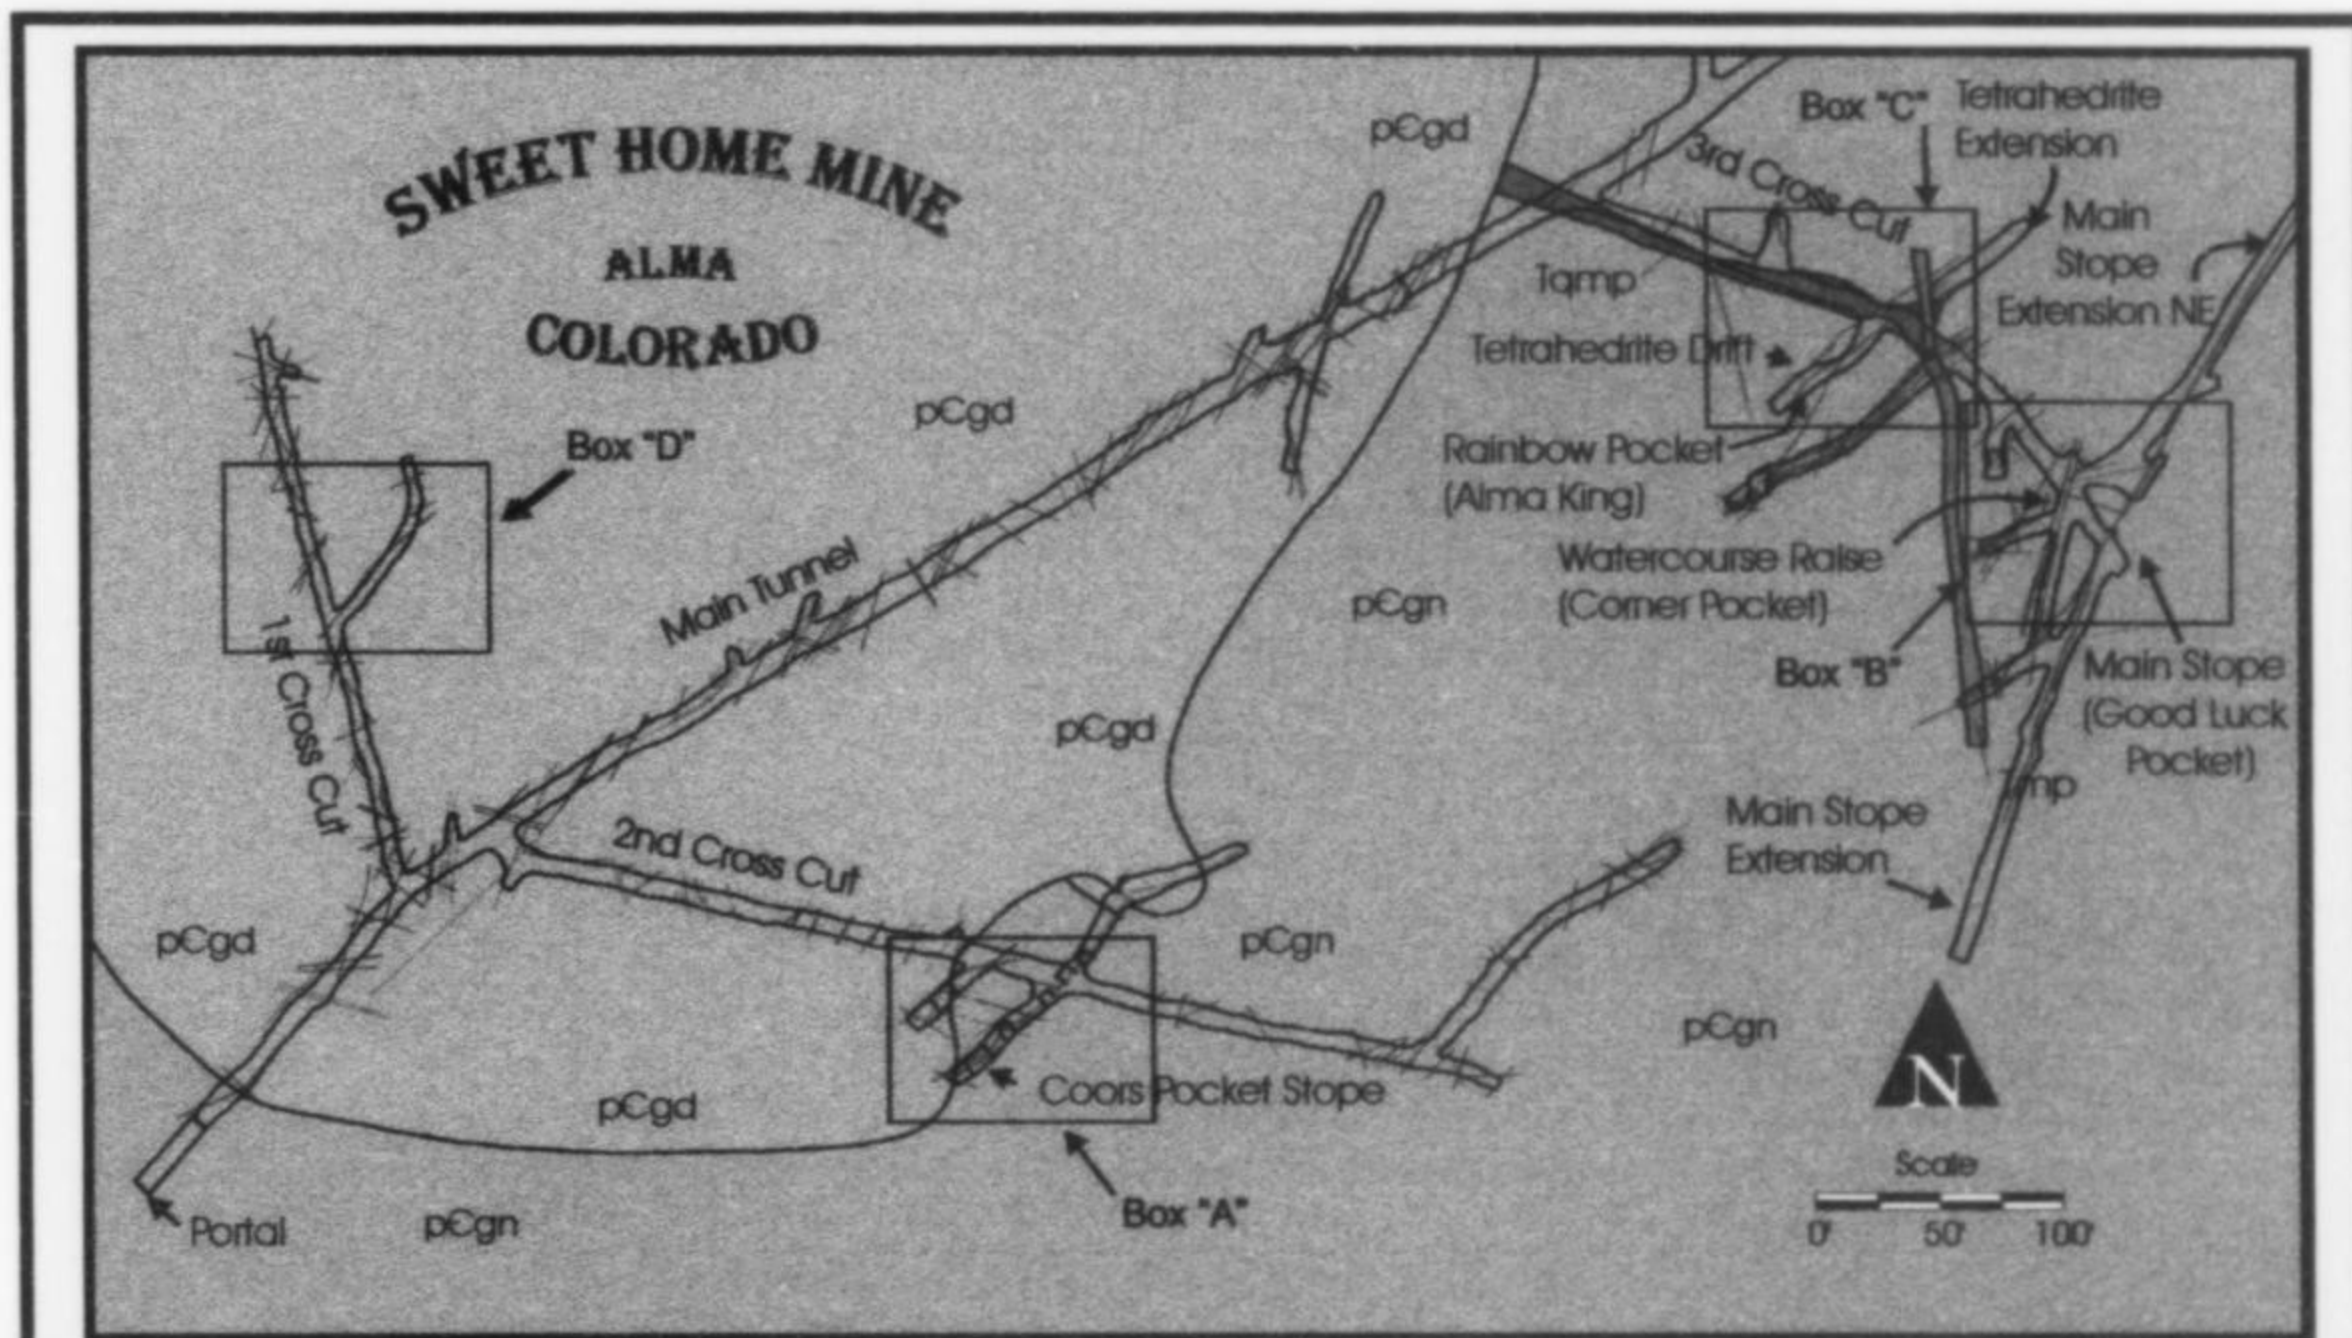 SWEET HOME MINE
ALMA
COLORADO
pЄgd
Box "C"
Tetrahedrite
Extension
3rd Cross Cut
Main
Stope
Extension NE
Tqmp
Tetrahedrite Drift
pЄgd
Box "D"
Rainbow Pocket
(Alma King)
Main Tunnel
Watercourse Raise
(Corner Pocket)
pЄgn
1st Cross Cut
Box "B"
Main Stope
(Good Luck
Pocket)
pЄgd
Main Stope
Extension
2nd Cross Cut
pЄgd
pЄgn
pЄgn
N
Coors Pocket Stope
pЄgd
Scale
0' 50' 100'
Box "A"
Portal
pЄgn